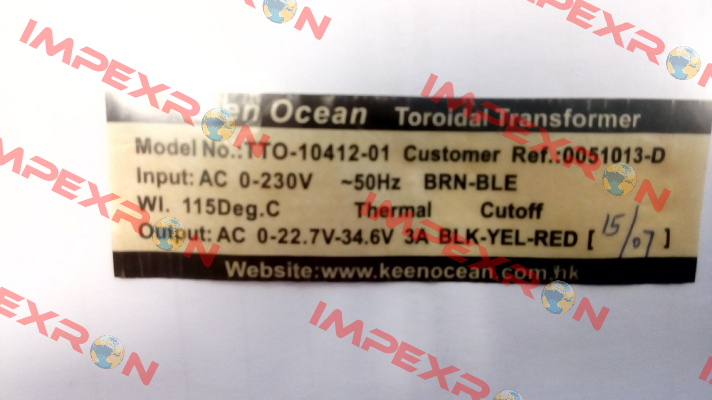 IMPEXRON
en Ocean Toroidal Transformer
Model No.:TTO-10412-01 Customer Ref.:0051013-D
Input: AC 0-230V ~50Hz BRN-BLE
WI. 115Deg.C Thermal Cutoff
Output: AC 0-22.7V-34.6V 3A BLK-YEL-RED [ 15/07 ]
Website:www.keenocean.com.hk
IMPEXRON
IMPEXRON
IMPEXRON
IMPEXRON
IMPEXRON
IMPEXRON